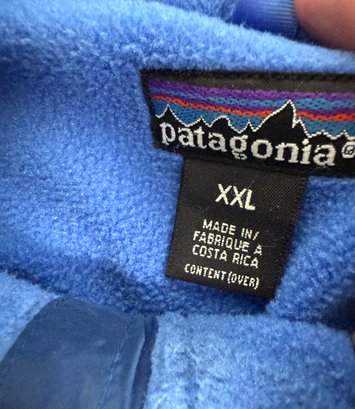 patagonia®
XXL
MADE IN/
FABRIQUE A
COSTA RICA
CONTENT (OVER)